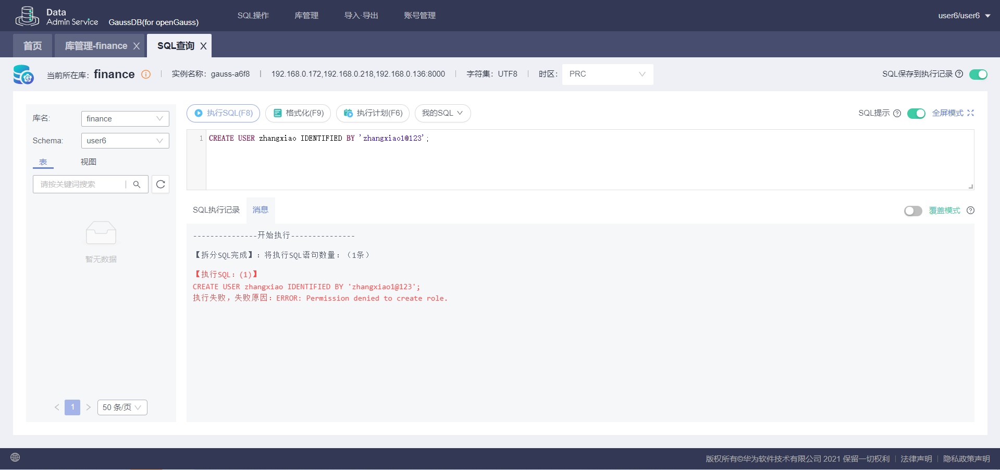 Data
Admin Service GaussDB(for openGauss) SQL操作 库管理 导入·导出 账号管理 user6/user6
首页 库管理-finance X SQL查询 X
当前所在库: finance 实例名称: gauss-a6f8 192.168.0.172,192.168.0.218,192.168.0.136:8000 字符集: UTF8 时区: PRC SQL保存到执行记录
库名: finance
Schema: user6
表 视图
请按关键词搜索
暂无数据
< 1 > 50 条/页
执行SQL(F8) 格式化(F9) 执行计划(F6) 我的SQL SQL提示 全屏模式
1 CREATE USER zhangxiao IDENTIFIED BY 'zhangxiao1@123';
SQL执行记录 消息 覆盖模式
---------------开始执行---------------
【拆分SQL完成】：将执行SQL语句数量：（1条）
【执行SQL：(1)】
CREATE USER zhangxiao IDENTIFIED BY 'zhangxiao1@123';
执行失败，失败原因：ERROR: Permission denied to create role.
版权所有©华为软件技术有限公司 2021 保留一切权利 | 法律声明 | 隐私政策声明